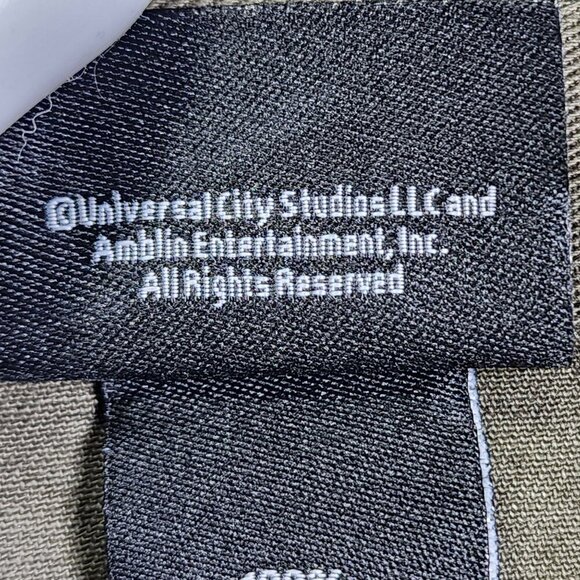 ©Universal City Studios LLC and
Amblin Entertainment, Inc.
All Rights Reserved